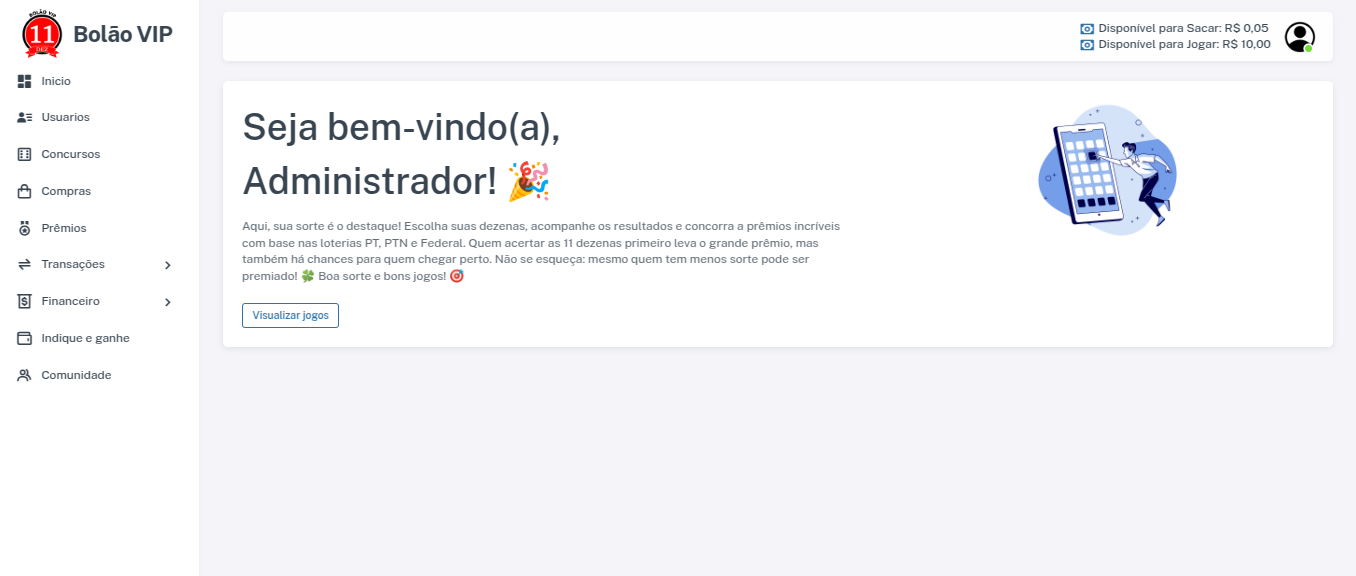 BOLÃO VIP
11
DEZ
Bolão VIP
Inicio
Usuarios
Concursos
Compras
Prêmios
Transações
Financeiro
Indique e ganhe
Comunidade
Disponível para Sacar: R$ 0,05
Disponível para Jogar: R$ 10,00
Seja bem-vindo(a),
Administrador! 🎉
Aqui, sua sorte é o destaque! Escolha suas dezenas, acompanhe os resultados e concorra a prêmios incríveis
com base nas loterias PT, PTN e Federal. Quem acertar as 11 dezenas primeiro leva o grande prêmio, mas
também há chances para quem chegar perto. Não se esqueça: mesmo quem tem menos sorte pode ser
premiado! 🍀 Boa sorte e bons jogos! 🎯
Visualizar jogos